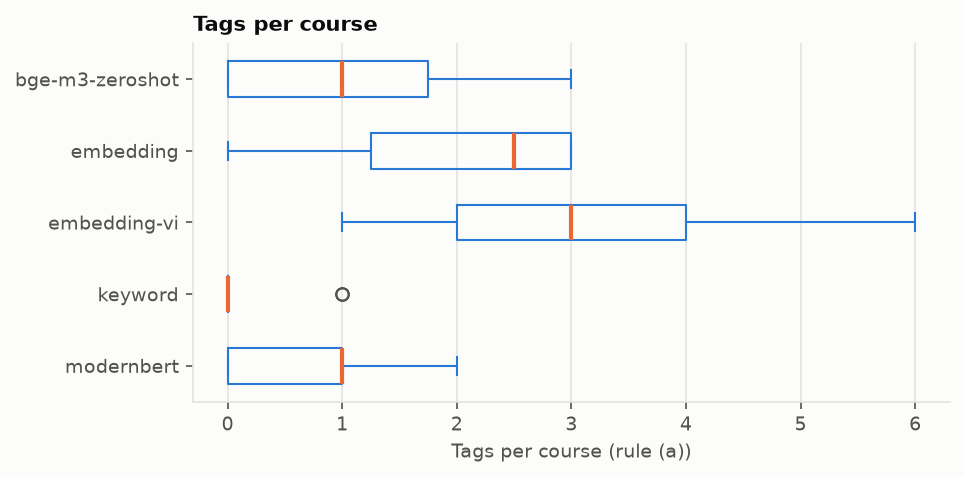 Tags per course
bge-m3-zeroshot
embedding
embedding-vi
keyword
modernbert
0 1 2 3 4 5 6
Tags per course (rule (a))